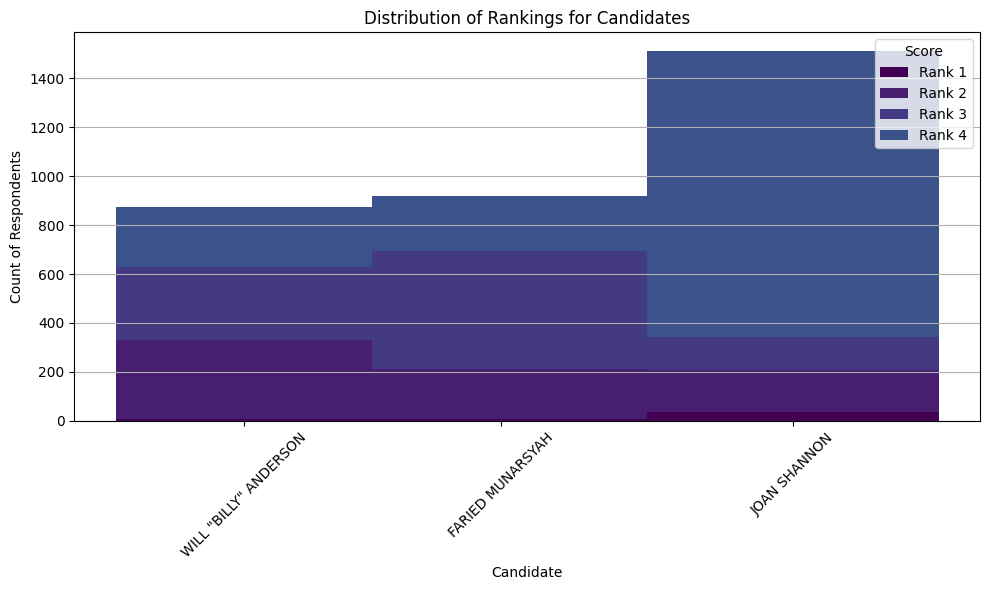 Distribution of Rankings for Candidates
Score
Rank 1
Rank 2
Rank 3
Rank 4
Count of Respondents
1400
1200
1000
800
600
400
200
0
WILL "BILLY" ANDERSON
FARIED MUNARSYAH
JOAN SHANNON
Candidate